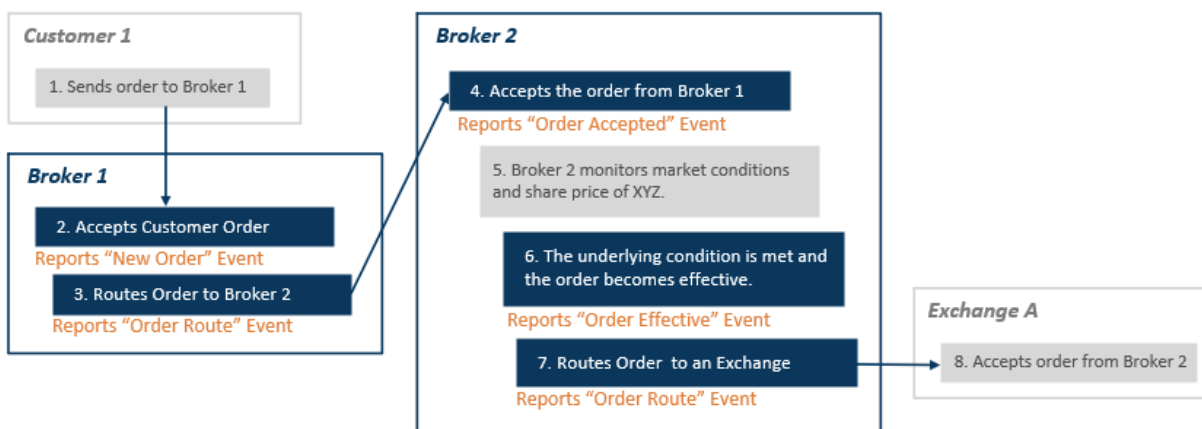 Customer 1
1. Sends order to Broker 1
Broker 1
2. Accepts Customer Order
Reports “New Order” Event
3. Routes Order to Broker 2
Reports “Order Route” Event
Broker 2
4. Accepts the order from Broker 1
Reports “Order Accepted” Event
5. Broker 2 monitors market conditions
and share price of XYZ.
6. The underlying condition is met and
the order becomes effective.
Reports “Order Effective” Event
7. Routes Order to an Exchange
Reports “Order Route” Event
Exchange A
8. Accepts order from Broker 2